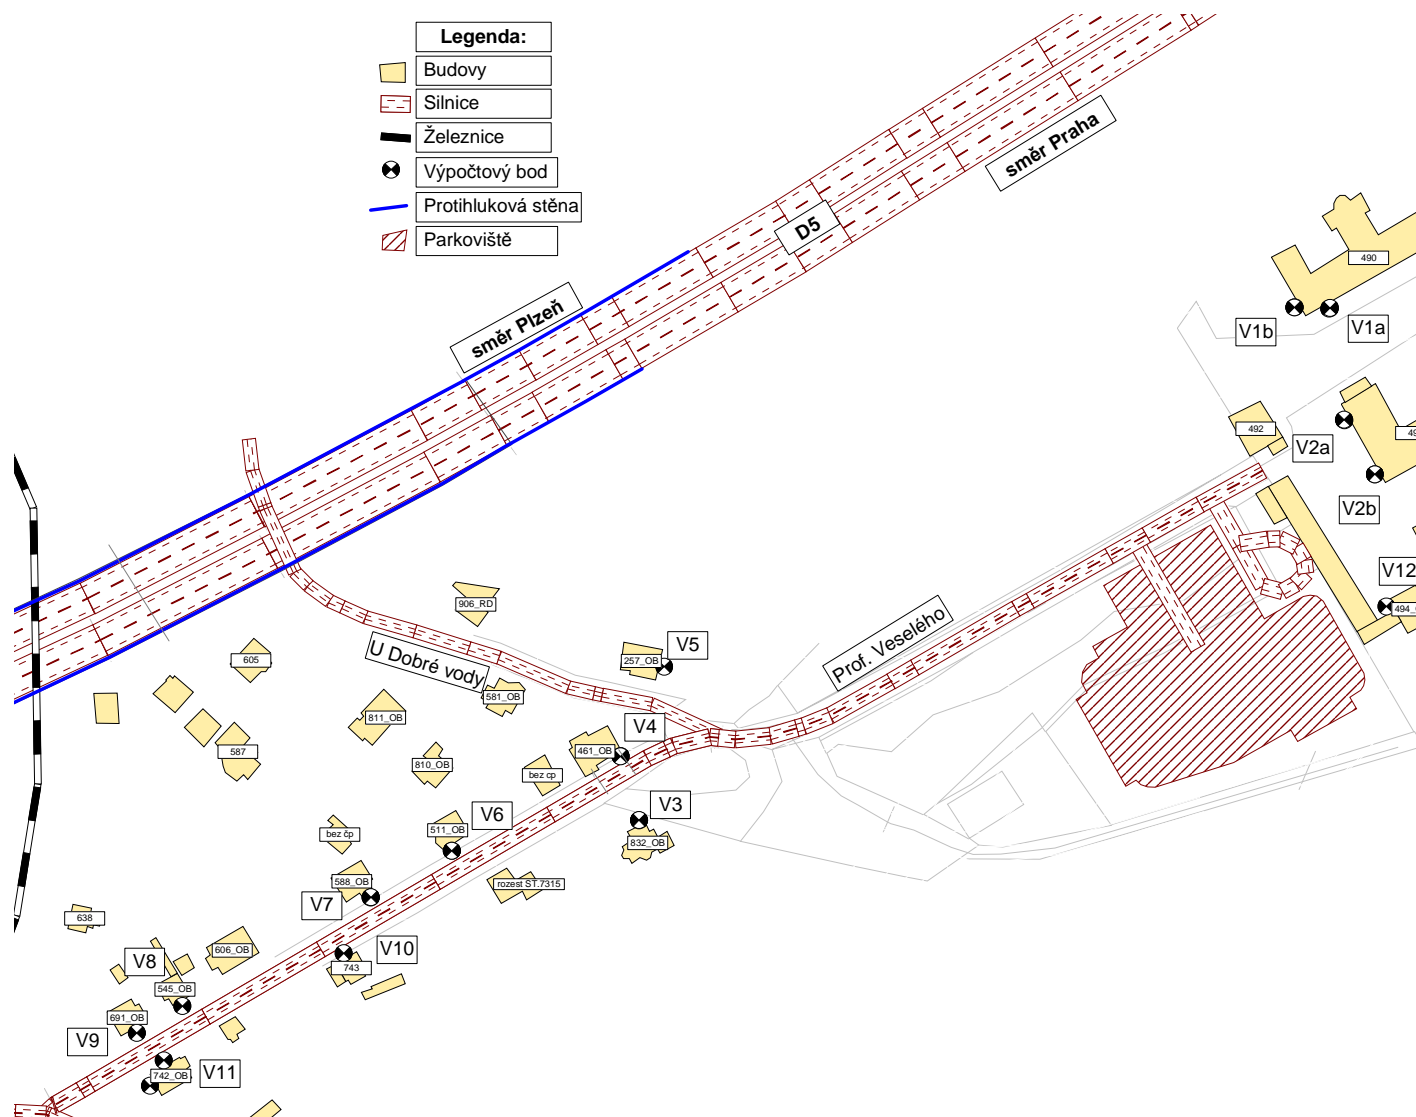 Legenda:
Budovy
Silnice
Železnice
Výpočtový bod
Protihluková stěna
Parkoviště
směr Praha
D5
směr Plzeň
490
V1b
V1a
492
V2a
V2b
V12
906_RD
Prof. Veselého
U Dobré vody
605
257_OB
V5
581_OB
811_OB
V4
587
461_OB
810_OB
bez cp
V3
V6
bez čp
511_OB
832_OB
588_OB
rozest ST.7315
V7
638
606_OB
V10
V8
743
545_OB
691_OB
V9
742_OB
V11